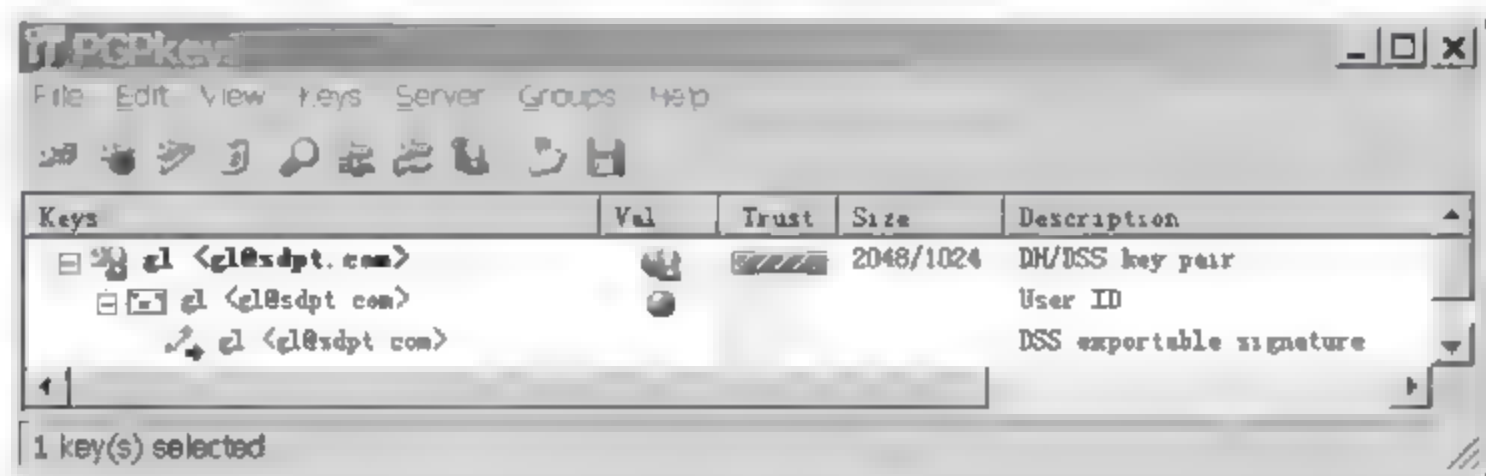 PGPkeys
File Edit View Keys Server Groups Help
Keys Val Trust Size Description
gl <gl@sdpt.com> 2048/1024 DH/DSS key pair
gl <gl@sdpt com> User ID
gl <gl@sdpt com> DSS exportable signature
1 key(s) selected